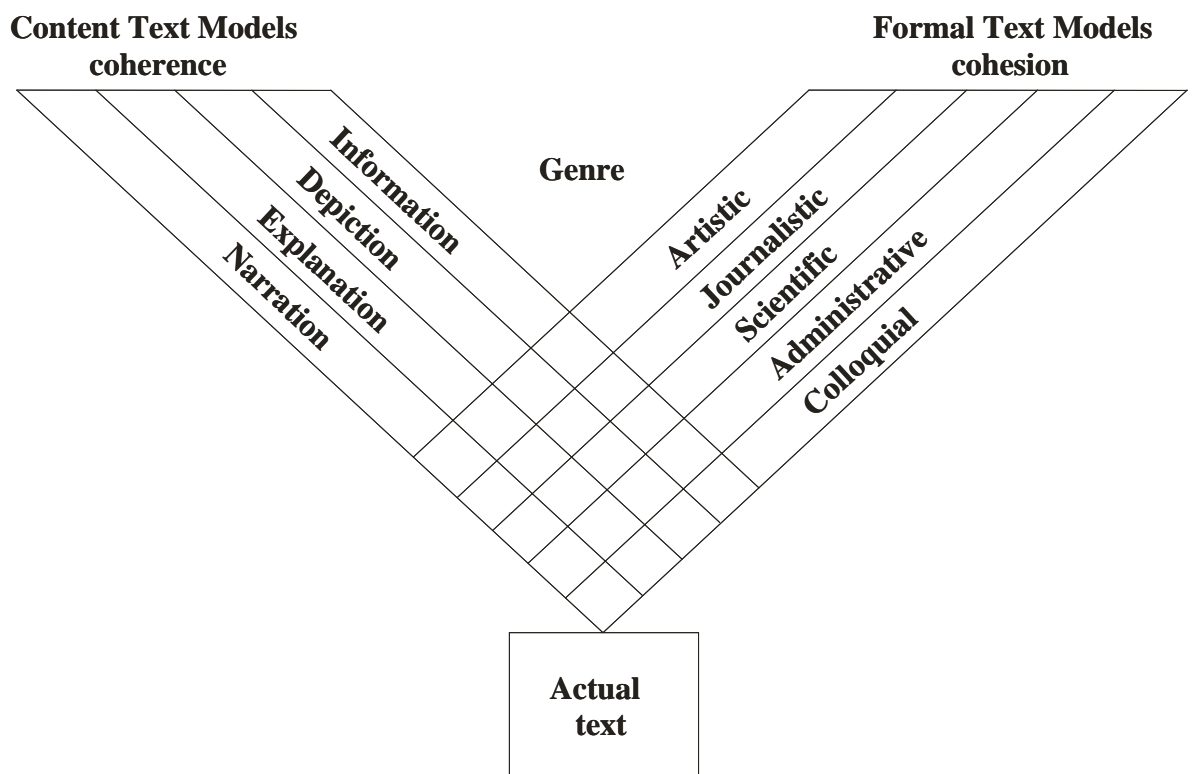 Content Text Models
coherence
Formal Text Models
cohesion
Genre
Information
Depiction
Explanation
Narration
Artistic
Journalistic
Scientific
Administrative
Colloquial
Actual
text